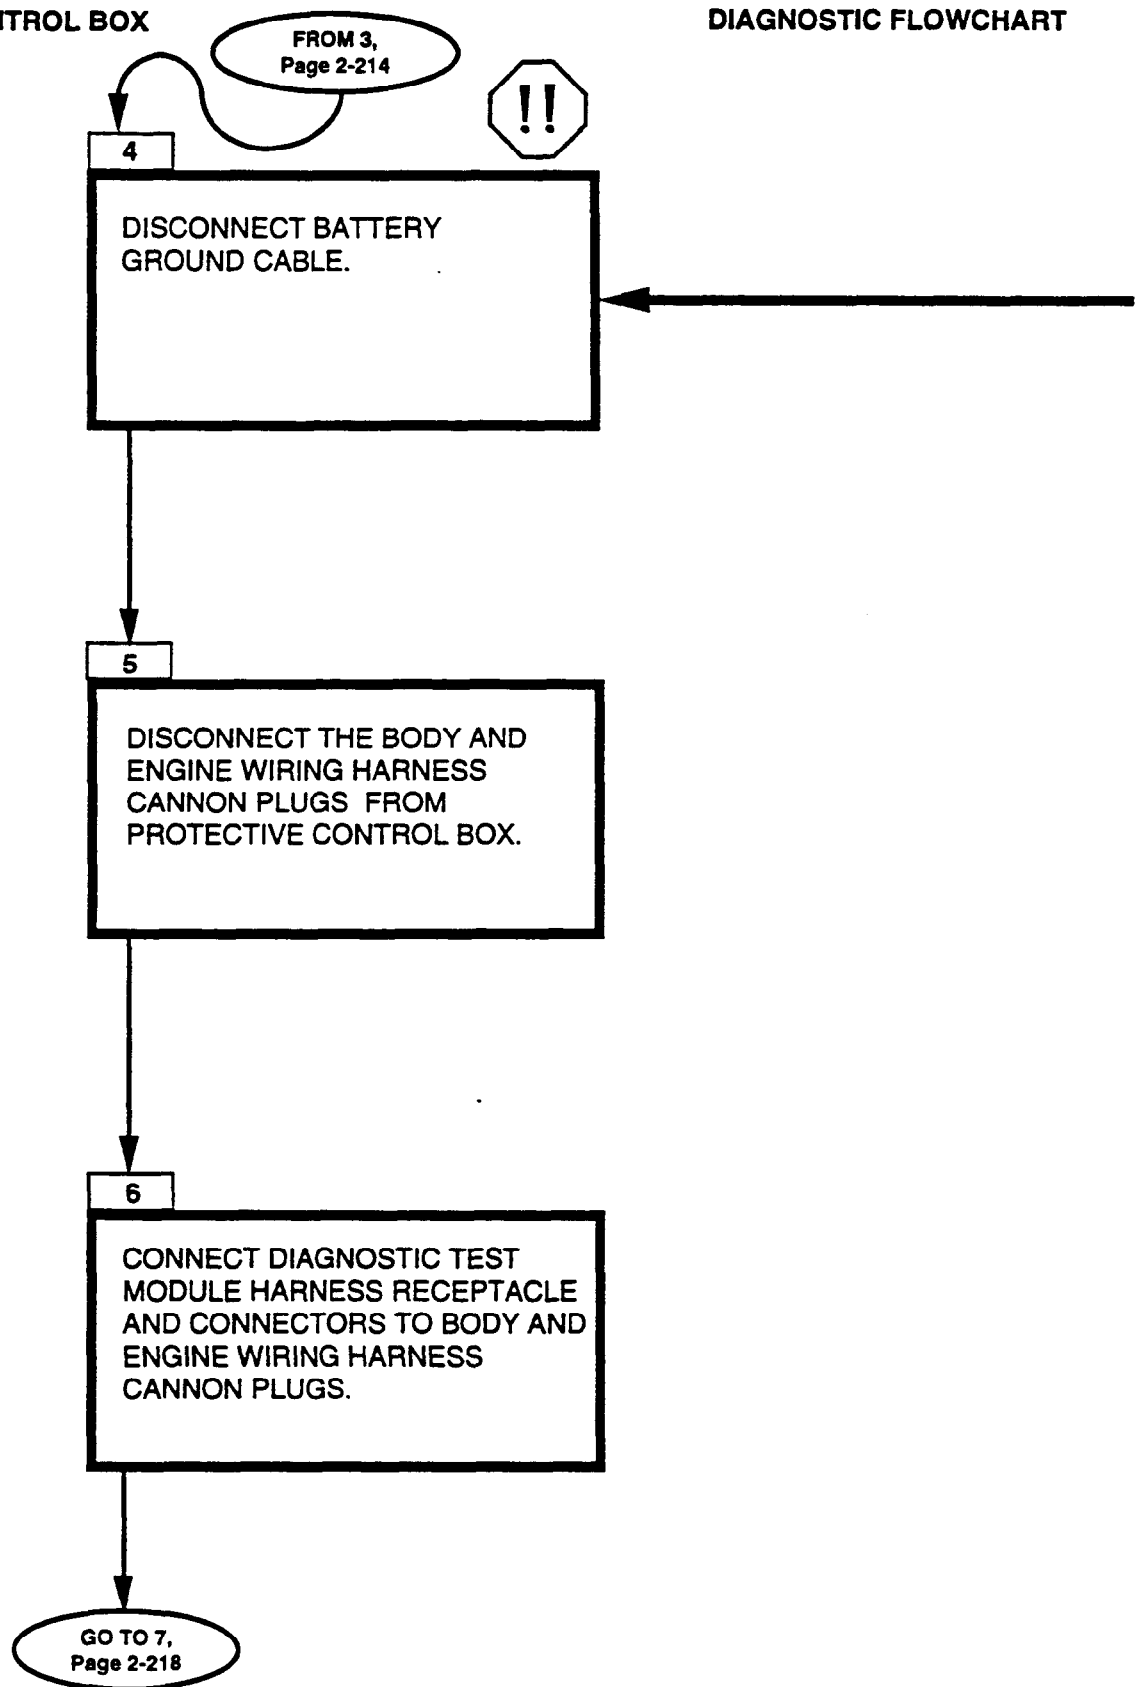 NTROL BOX
DIAGNOSTIC FLOWCHART
FROM 3,
Page 2-214
!!
4
DISCONNECT BATTERY
GROUND CABLE.
5
DISCONNECT THE BODY AND
ENGINE WIRING HARNESS
CANNON PLUGS FROM
PROTECTIVE CONTROL BOX.
6
CONNECT DIAGNOSTIC TEST
MODULE HARNESS RECEPTACLE
AND CONNECTORS TO BODY AND
ENGINE WIRING HARNESS
CANNON PLUGS.
GO TO 7,
Page 2-218